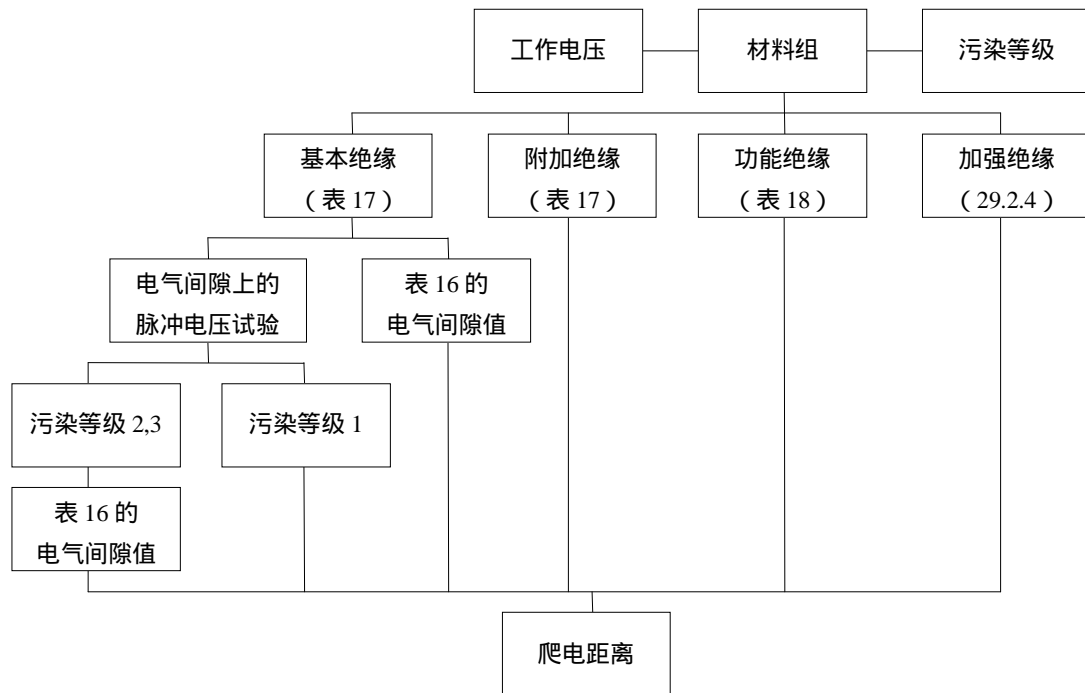 工作电压
材料组
污染等级
基本绝缘
（表 17）
附加绝缘
（表 17）
功能绝缘
（表 18）
加强绝缘
（29.2.4）
电气间隙上的
脉冲电压试验
表 16 的
电气间隙值
污染等级 2,3
污染等级 1
表 16 的
电气间隙值
爬电距离